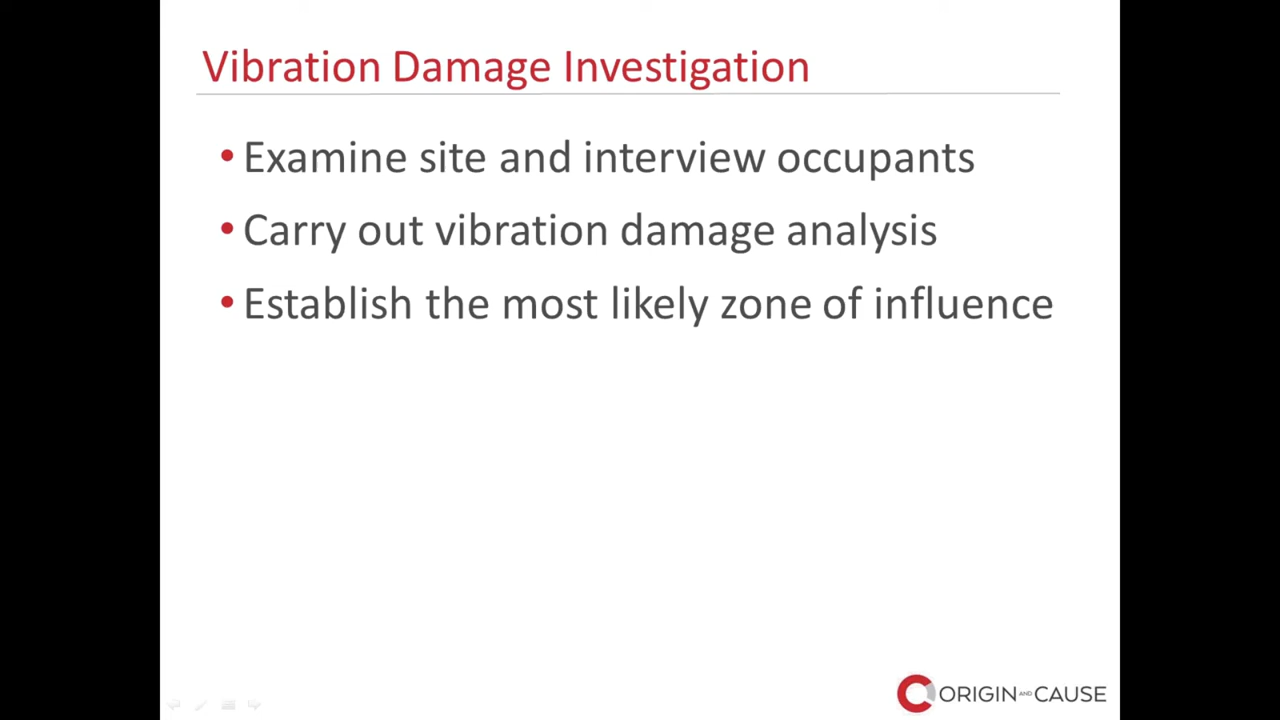 Vibration Damage Investigation
• Examine site and interview occupants
• Carry out vibration damage analysis
• Establish the most likely zone of influence
ORIGIN AND CAUSE